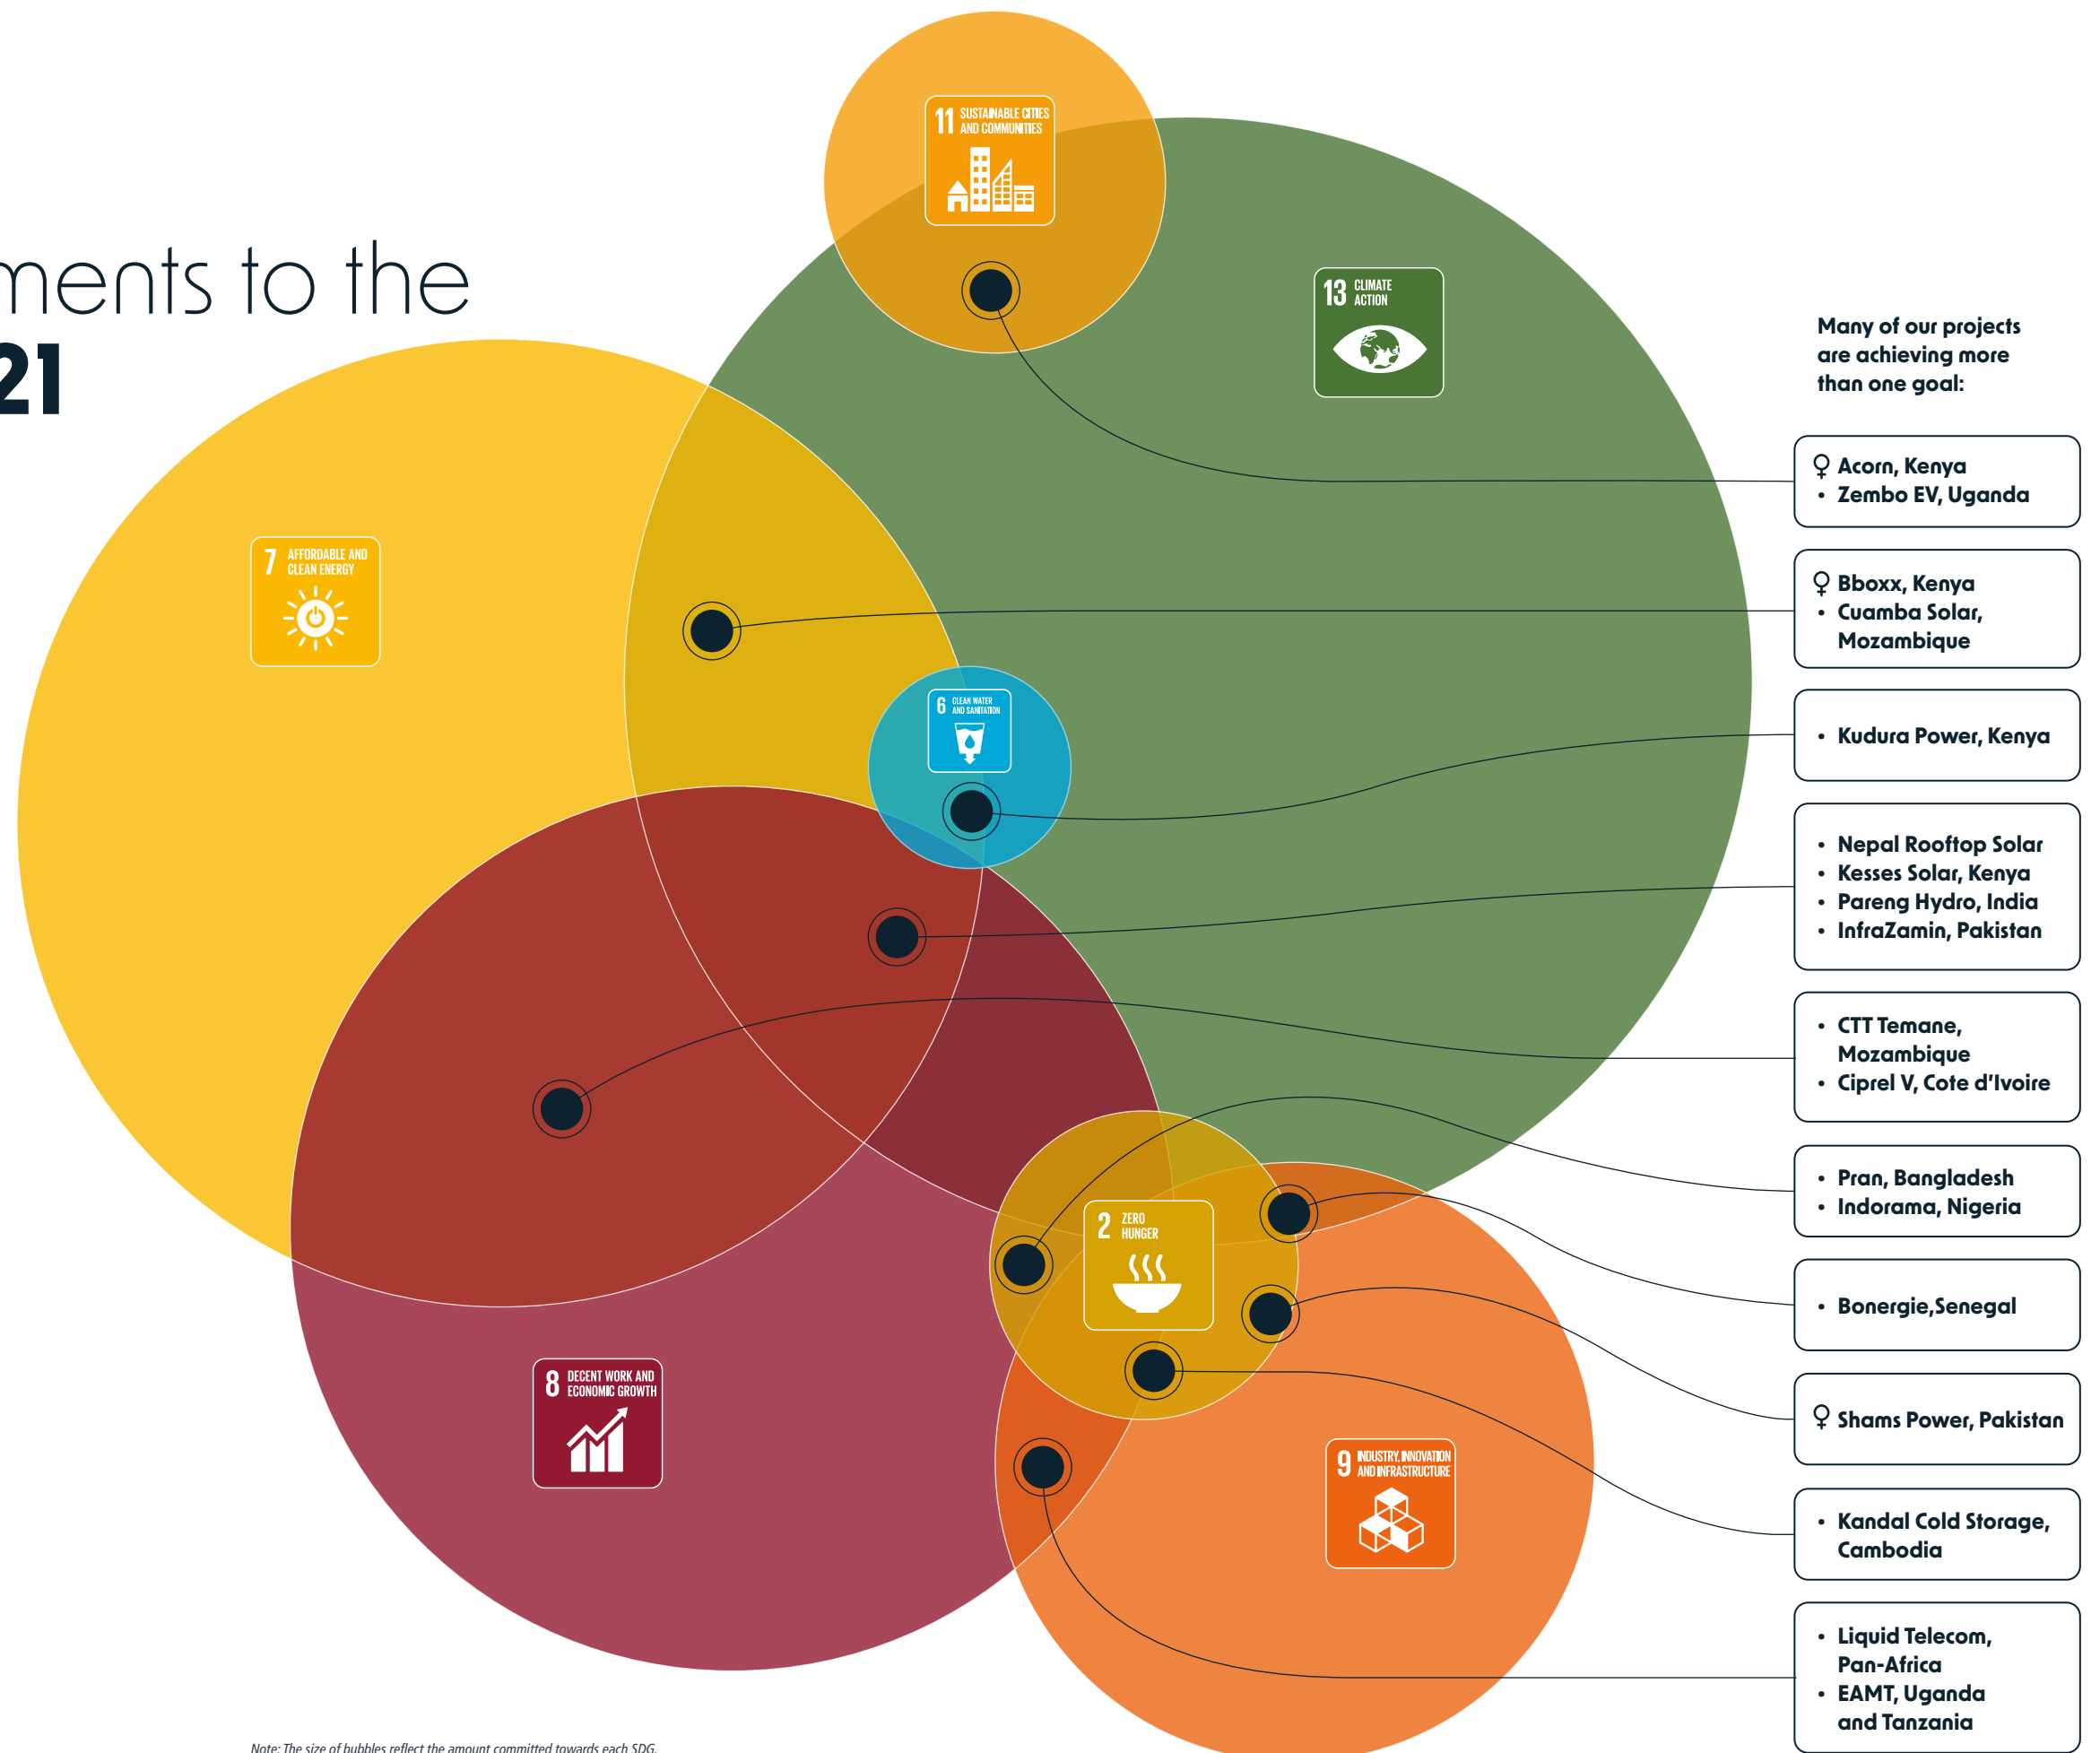 ments to the
21
11 SUSTAINABLE CITIES
AND COMMUNITIES
13 CLIMATE
ACTION
7 AFFORDABLE AND
CLEAN ENERGY
6 CLEAN WATER
AND SANITATION
2 ZERO
HUNGER
8 DECENT WORK AND
ECONOMIC GROWTH
9 INDUSTRY, INNOVATION
AND INFRASTRUCTURE
Many of our projects
are achieving more
than one goal:
♀ Acorn, Kenya
• Zembo EV, Uganda
♀ Bboxx, Kenya
• Cuamba Solar,
Mozambique
• Kudura Power, Kenya
• Nepal Rooftop Solar
• Kesses Solar, Kenya
• Pareng Hydro, India
• InfraZamin, Pakistan
• CTT Temane,
Mozambique
• Ciprel V, Cote d'Ivoire
• Pran, Bangladesh
• Indorama, Nigeria
• Bonergie,Senegal
♀ Shams Power, Pakistan
• Kandal Cold Storage,
Cambodia
• Liquid Telecom,
Pan-Africa
• EAMT, Uganda
and Tanzania
Note: The size of bubbles reflect the amount committed towards each SDG.